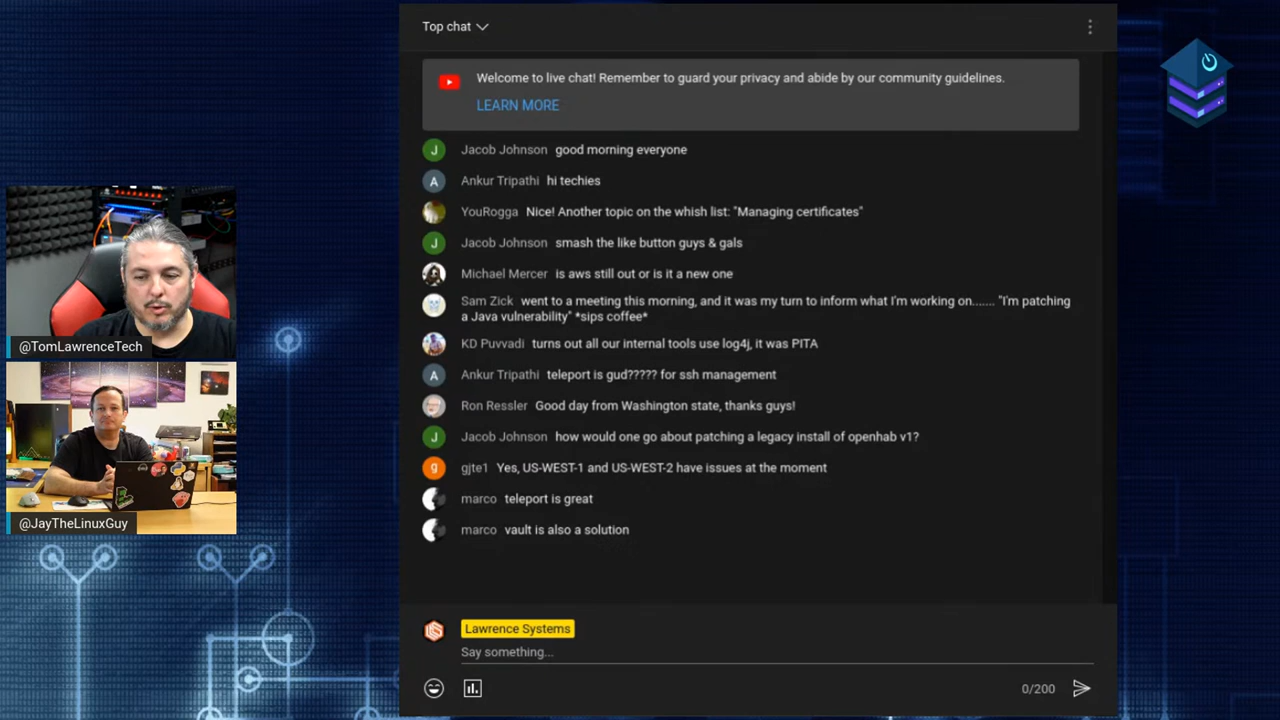 Top chat
Welcome to live chat! Remember to guard your privacy and abide by our community guidelines.
LEARN MORE
J Jacob Johnson good morning everyone
A Ankur Tripathi hi techies
YouRogga Nice! Another topic on the whish list: "Managing certificates"
J Jacob Johnson smash the like button guys & gals
Michael Mercer is aws still out or is it a new one
Sam Zick went to a meeting this morning, and it was my turn to inform what I'm working on....... "I'm patching
a Java vulnerability" *sips coffee*
KD Puvvadi turns out all our internal tools use log4j, it was PITA
A Ankur Tripathi teleport is gud????? for ssh management
Ron Ressler Good day from Washington state, thanks guys!
J Jacob Johnson how would one go about patching a legacy install of openhab v1?
g gjte1 Yes, US-WEST-1 and US-WEST-2 have issues at the moment
marco teleport is great
marco vault is also a solution
Lawrence Systems
Say something...
0/200
@TomLawrenceTech
@JayTheLinuxGuy